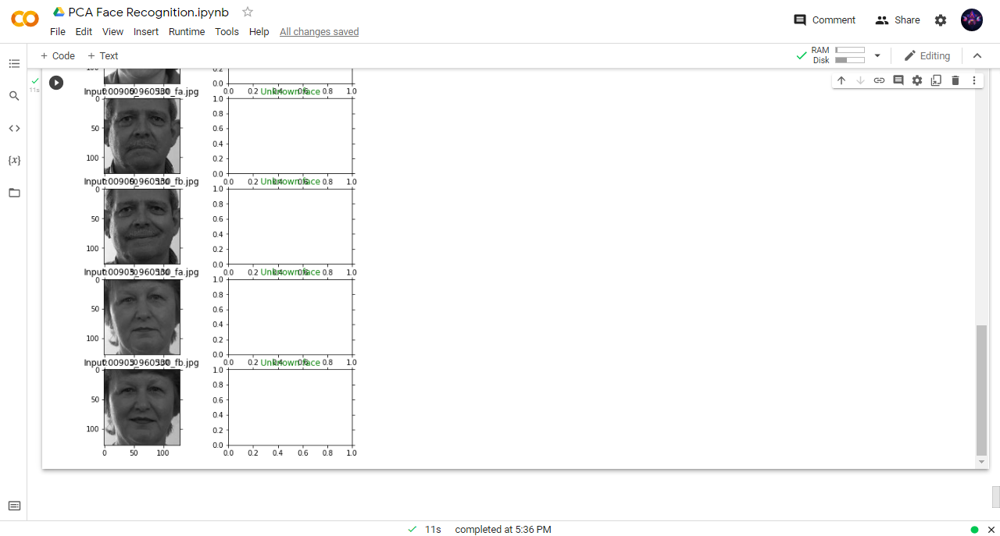 PCA Face Recognition.ipynb
File Edit View Insert Runtime Tools Help All changes saved
Comment Share
+ Code + Text
RAM
Disk
Editing
11s
0.2
100
0.0
0.0 0.2 0.4 0.6 0.8 1.0
Input:00900_960530_fa.jpg Unknown face
0 50 100
1.0
0.8
0.6
0.4
0.2
0.0
0
50
100
Input:00900_960530_fb.jpg Unknown face
0.0 0.2 0.4 0.6 0.8 1.0
1.0
0.8
0.6
0.4
0.2
0.0
0
50
100
Input:00903_960530_fa.jpg Unknown face
0.0 0.2 0.4 0.6 0.8 1.0
1.0
0.8
0.6
0.4
0.2
0.0
0
50
100
Input:00903_960530_fb.jpg Unknown face
0.0 0.2 0.4 0.6 0.8 1.0
1.0
0.8
0.6
0.4
0.2
0.0
0
50
100
0 50 100 0.0 0.2 0.4 0.6 0.8 1.0
{x}
11s completed at 5:36 PM